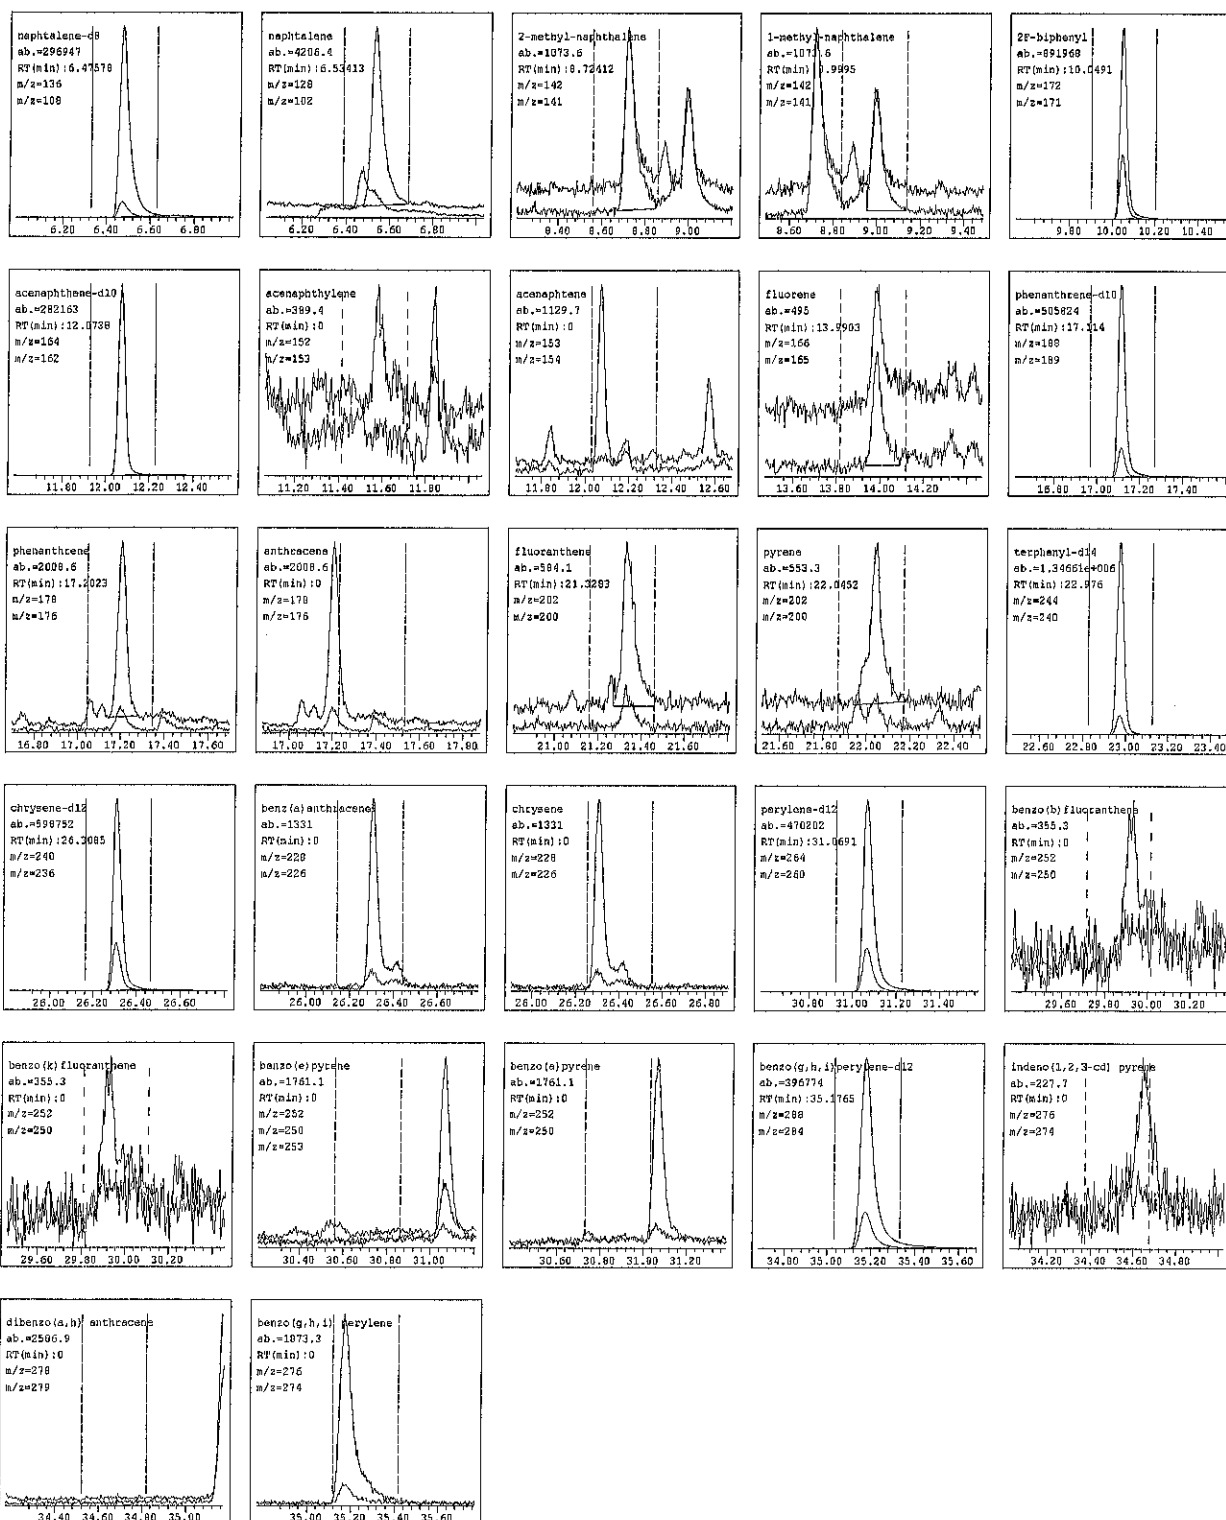 naphtalene-d8
ab.=296947
RT(min):6.47578
m/z=136
m/z=108
6.20 6.40 6.60 6.80
naphtalene
ab.=4206.4
RT(min):6.53413
m/z=128
m/z=102
6.20 6.40 6.60 6.80
2-methyl-naphthalene
ab.=1073.6
RT(min):8.72412
m/z=142
m/z=141
8.40 8.60 8.80 9.00
1-methyl-naphthalene
ab.=1073.6
RT(min):8.9995
m/z=142
m/z=141
8.60 8.80 9.00 9.20 9.40
2F-biphenyl
ab.=891968
RT(min):10.0491
m/z=172
m/z=171
9.80 10.00 10.20 10.40
acenaphthene-d10
ab.=282163
RT(min):12.0738
m/z=164
m/z=162
11.80 12.00 12.20 12.40
acenaphthylene
ab.=389.4
RT(min):0
m/z=152
m/z=153
11.20 11.40 11.60 11.80
acenaphtene
ab.=1129.7
RT(min):0
m/z=153
m/z=154
11.80 12.00 12.20 12.40 12.60
fluorene
ab.=495
RT(min):13.9903
m/z=166
m/z=165
13.60 13.80 14.00 14.20
phenanthrene-d10
ab.=505824
RT(min):17.114
m/z=188
m/z=189
16.80 17.00 17.20 17.40
phenanthrene
ab.=2008.6
RT(min):17.2023
m/z=178
m/z=176
16.80 17.00 17.20 17.40 17.60
anthracene
ab.=2008.6
RT(min):0
m/z=178
m/z=176
17.00 17.20 17.40 17.60 17.80
fluoranthene
ab.=584.1
RT(min):21.3283
m/z=202
m/z=200
21.00 21.20 21.40 21.60
pyrene
ab.=553.3
RT(min):22.0452
m/z=202
m/z=200
21.60 21.80 22.00 22.20 22.40
terphenyl-d14
ab.=1.34661e+006
RT(min):22.976
m/z=244
m/z=240
22.60 22.80 23.00 23.20 23.40
chrysene-d12
ab.=598752
RT(min):26.3085
m/z=240
m/z=236
26.00 26.20 26.40 26.60
benz(a)anthracene
ab.=1331
RT(min):0
m/z=228
m/z=226
26.00 26.20 26.40 26.60
chrysene
ab.=1331
RT(min):0
m/z=228
m/z=226
26.00 26.20 26.40 26.60 26.80
perylene-d12
ab.=470202
RT(min):31.0691
m/z=264
m/z=260
30.80 31.00 31.20 31.40
benzo(b)fluoranthene
ab.=355.3
RT(min):0
m/z=252
m/z=250
29.60 29.80 30.00 30.20
benzo(k)fluoranthene
ab.=355.3
RT(min):0
m/z=252
m/z=250
29.60 29.80 30.00 30.20
benzo(e)pyrene
ab.=1761.1
RT(min):0
m/z=252
m/z=250
m/z=253
30.40 30.60 30.80 31.00
benzo(a)pyrene
ab.=1761.1
RT(min):0
m/z=252
m/z=250
30.60 30.80 31.00 31.20
benzo(g,h,i)perylene-d12
ab.=396774
RT(min):35.1765
m/z=288
m/z=284
34.80 35.00 35.20 35.40 35.60
indeno(1,2,3-cd) pyrene
ab.=227.7
RT(min):0
m/z=276
m/z=274
34.20 34.40 34.60 34.80
dibenzo(a,h) anthracene
ab.=2506.9
RT(min):0
m/z=278
m/z=279
34.40 34.60 34.80 35.00
benzo(g,h,i) perylene
ab.=1873.3
RT(min):0
m/z=276
m/z=274
35.00 35.20 35.40 35.60